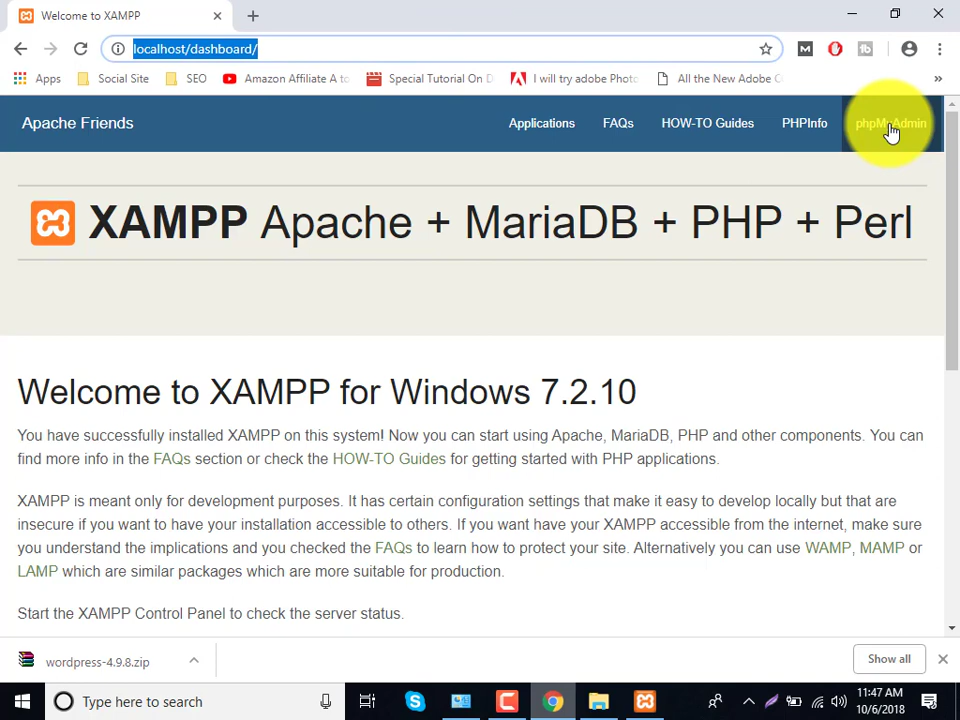 Welcome to XAMPP
localhost/dashboard/
Apps Social Site SEO Amazon Affiliate A to Special Tutorial On D I will try adobe Photo All the New Adobe C »
Apache Friends Applications FAQs HOW-TO Guides PHPInfo phpMyAdmin
XAMPP Apache + MariaDB + PHP + Perl
Welcome to XAMPP for Windows 7.2.10
You have successfully installed XAMPP on this system! Now you can start using Apache, MariaDB, PHP and other components. You can
find more info in the FAQs section or check the HOW-TO Guides for getting started with PHP applications.
XAMPP is meant only for development purposes. It has certain configuration settings that make it easy to develop locally but that are
insecure if you want to have your installation accessible to others. If you want have your XAMPP accessible from the internet, make sure
you understand the implications and you checked the FAQs to learn how to protect your site. Alternatively you can use WAMP, MAMP or
LAMP which are similar packages which are more suitable for production.
Start the XAMPP Control Panel to check the server status.
wordpress-4.9.8.zip Show all
Type here to search 11:47 AM
10/6/2018